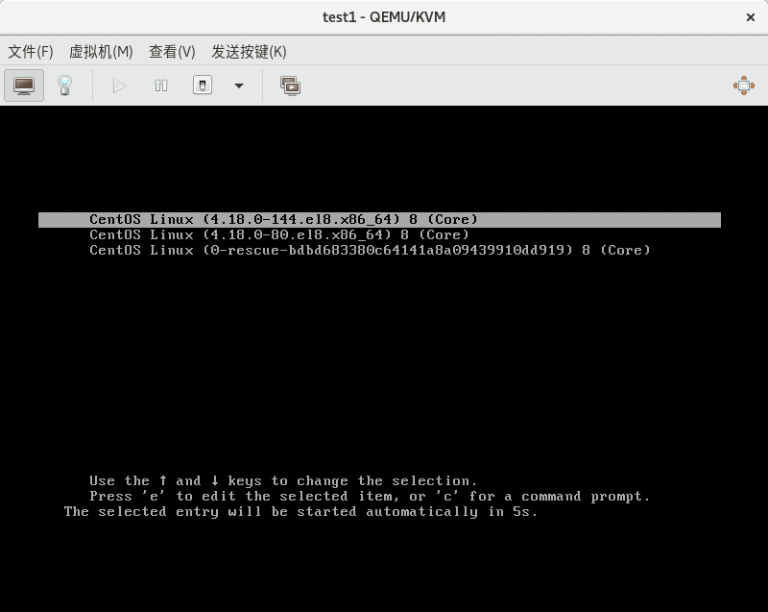 test1 - QEMU/KVM
文件(F) 虚拟机(M) 查看(V) 发送按键(K)
CentOS Linux (4.18.0-144.el8.x86_64) 8 (Core)
CentOS Linux (4.18.0-80.el8.x86_64) 8 (Core)
CentOS Linux (0-rescue-bdbd683380c64141a8a09439910dd919) 8 (Core)
Use the ↑ and ↓ keys to change the selection.
Press 'e' to edit the selected item, or 'c' for a command prompt.
The selected entry will be started automatically in 5s.